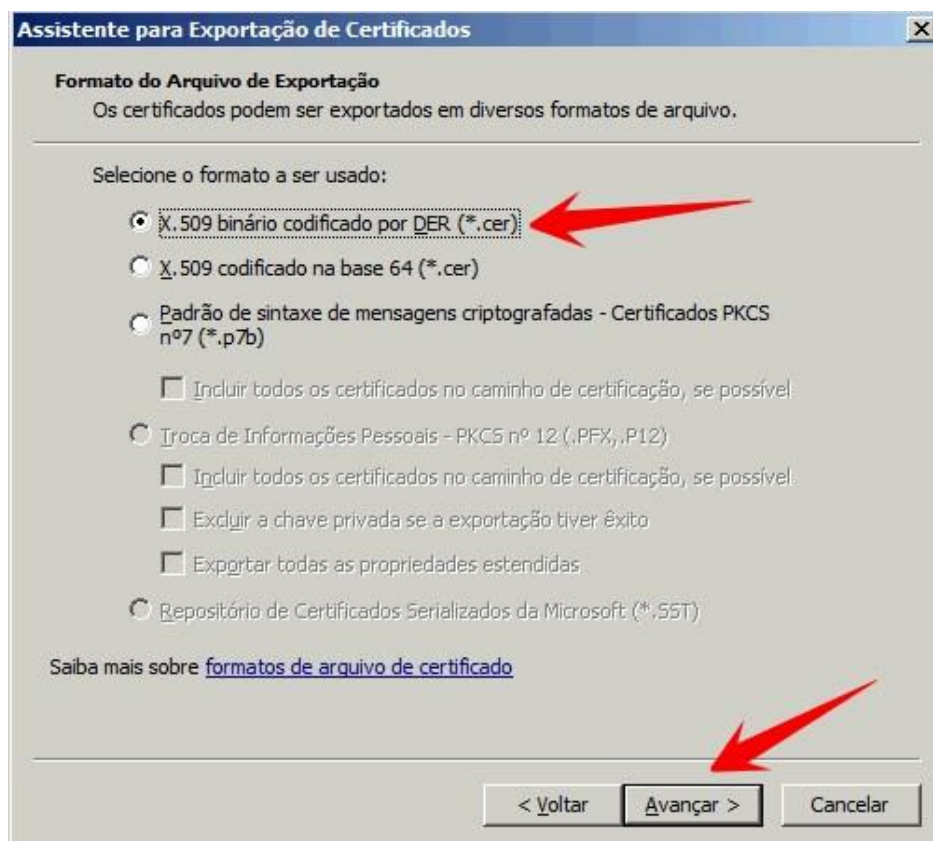 Assistente para Exportação de Certificados
Formato do Arquivo de Exportação
Os certificados podem ser exportados em diversos formatos de arquivo.
Selecione o formato a ser usado:
X.509 binário codificado por DER (*.cer)
X.509 codificado na base 64 (*.cer)
Padrão de sintaxe de mensagens criptografadas - Certificados PKCS
nº7 (*.p7b)
Incluir todos os certificados no caminho de certificação, se possível
Troca de Informações Pessoais - PKCS nº 12 (.PFX,.P12)
Incluir todos os certificados no caminho de certificação, se possível
Excluir a chave privada se a exportação tiver êxito
Exportar todas as propriedades estendidas
Repositório de Certificados Serializados da Microsoft (*.SST)
Saiba mais sobre formatos de arquivo de certificado
< Voltar Avançar > Cancelar